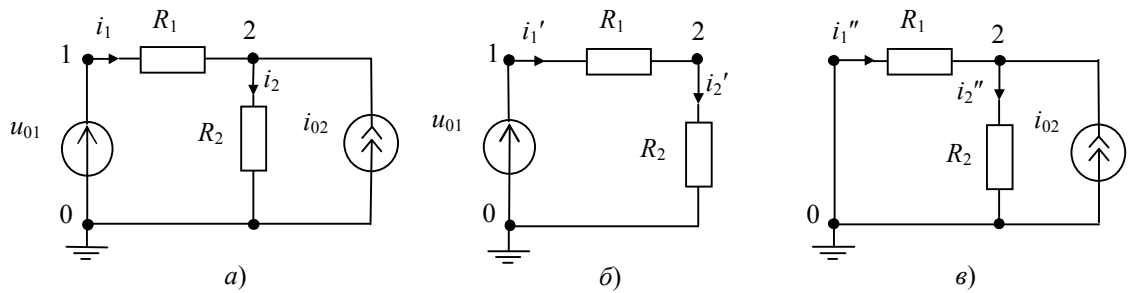 i₁ R₁ 2
1
i₂
u₀₁ R₂ i₀₂
0
а)
i₁′ R₁ 2
1
i₂′
u₀₁ R₂
0
б)
i₁″ R₁ 2
1
i₂″ i₀₂
R₂
0
в)